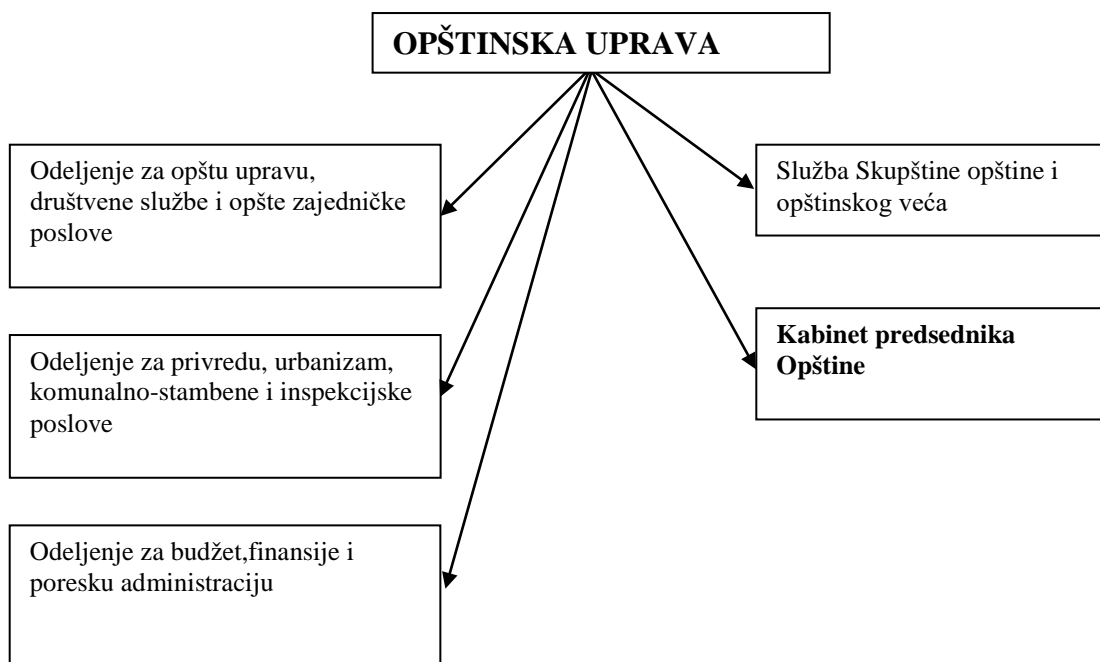 OPŠTINSKA UPRAVA
Odeljenje za opštu upravu,
društvene službe i opšte zajedničke
poslove
Služba Skupštine opštine i
opštinskog veća
Odeljenje za privredu, urbanizam,
komunalno-stambene i inspekcijske
poslove
Kabinet predsednika
Opštine
Odeljenje za budžet,finansije i
poresku administraciju